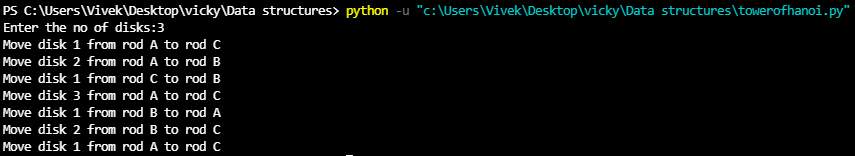 PS C:\Users\Vivek\Desktop\vicky\Data structures> python -u "c:\Users\Vivek\Desktop\vicky\Data structures\towerofhanoi.py"
Enter the no of disks:3
Move disk 1 from rod A to rod C
Move disk 2 from rod A to rod B
Move disk 1 from rod C to rod B
Move disk 3 from rod A to rod C
Move disk 1 from rod B to rod A
Move disk 2 from rod B to rod C
Move disk 1 from rod A to rod C